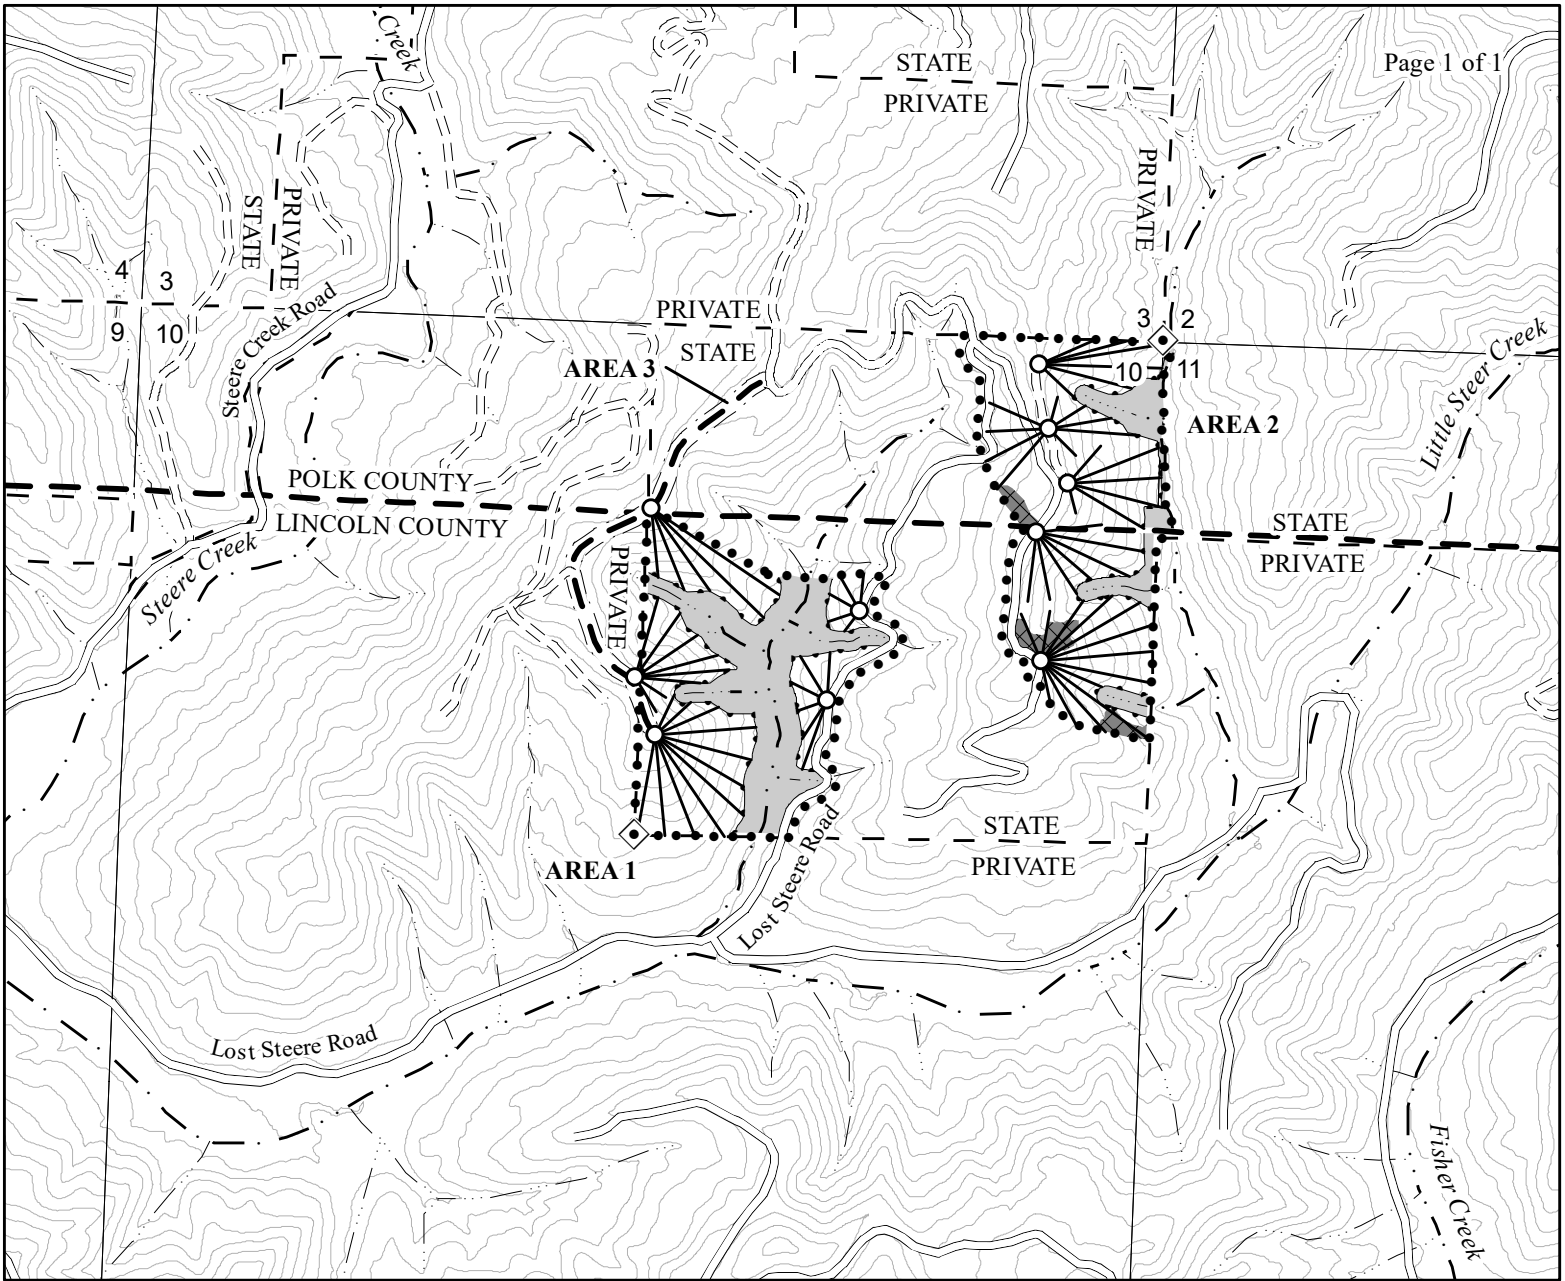 Creek
STATE
PRIVATE
Page 1 of 1
STATE
PRIVATE
PRIVATE
4
3
9
10
Steere Creek Road
PRIVATE
STATE
3
2
10
11
AREA 3
AREA 2
Little Steer Creek
POLK COUNTY
LINCOLN COUNTY
STATE
PRIVATE
Steere Creek
PRIVATE
STATE
PRIVATE
AREA 1
Lost Steere Road
Lost Steere Road
Fisher Creek